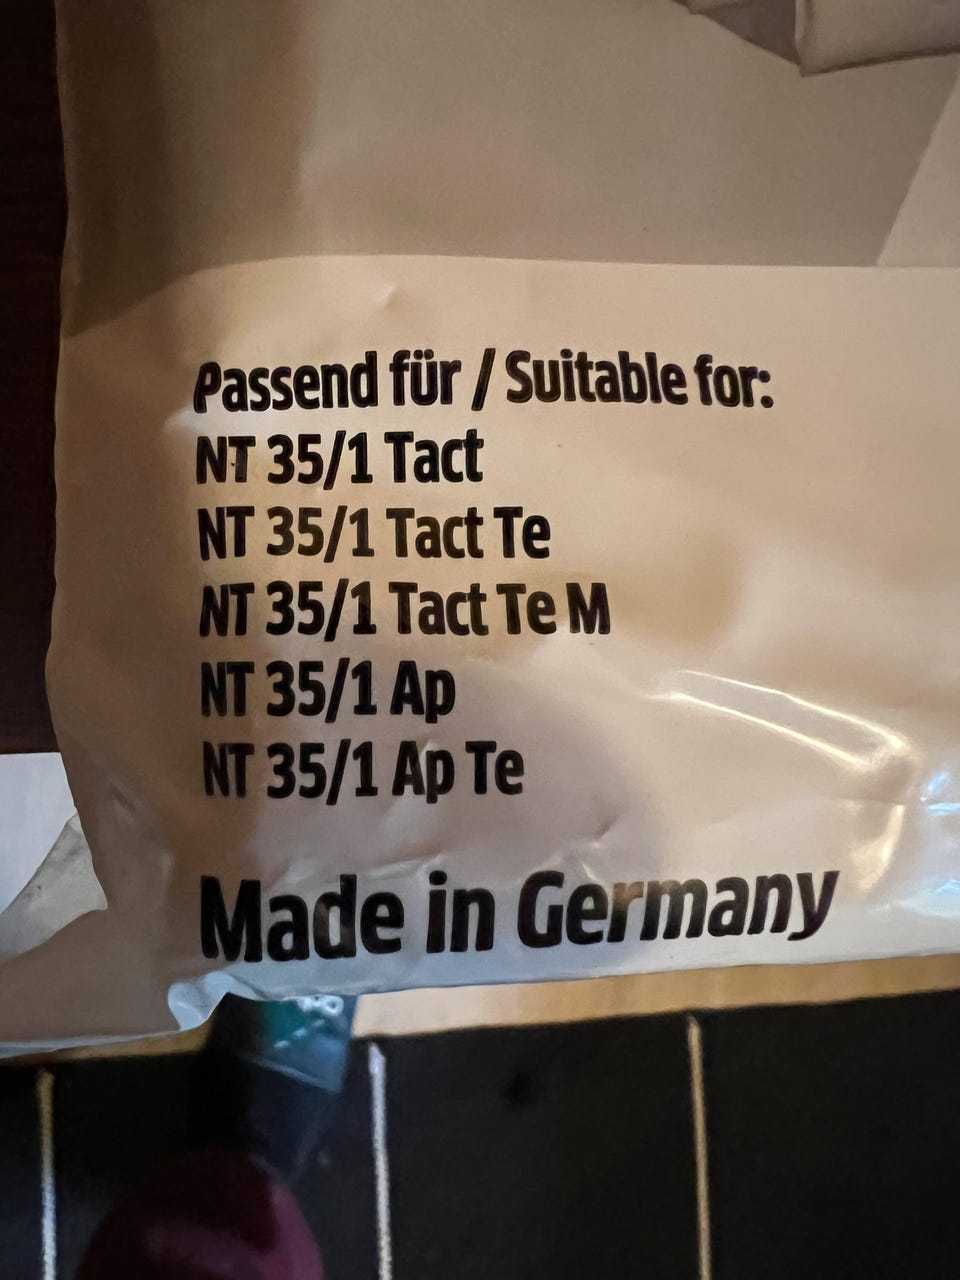 Passend für / Suitable for:
NT 35/1 Tact
NT 35/1 Tact Te
NT 35/1 Tact Te M
NT 35/1 Ap
NT 35/1 Ap Te
Made in Germany